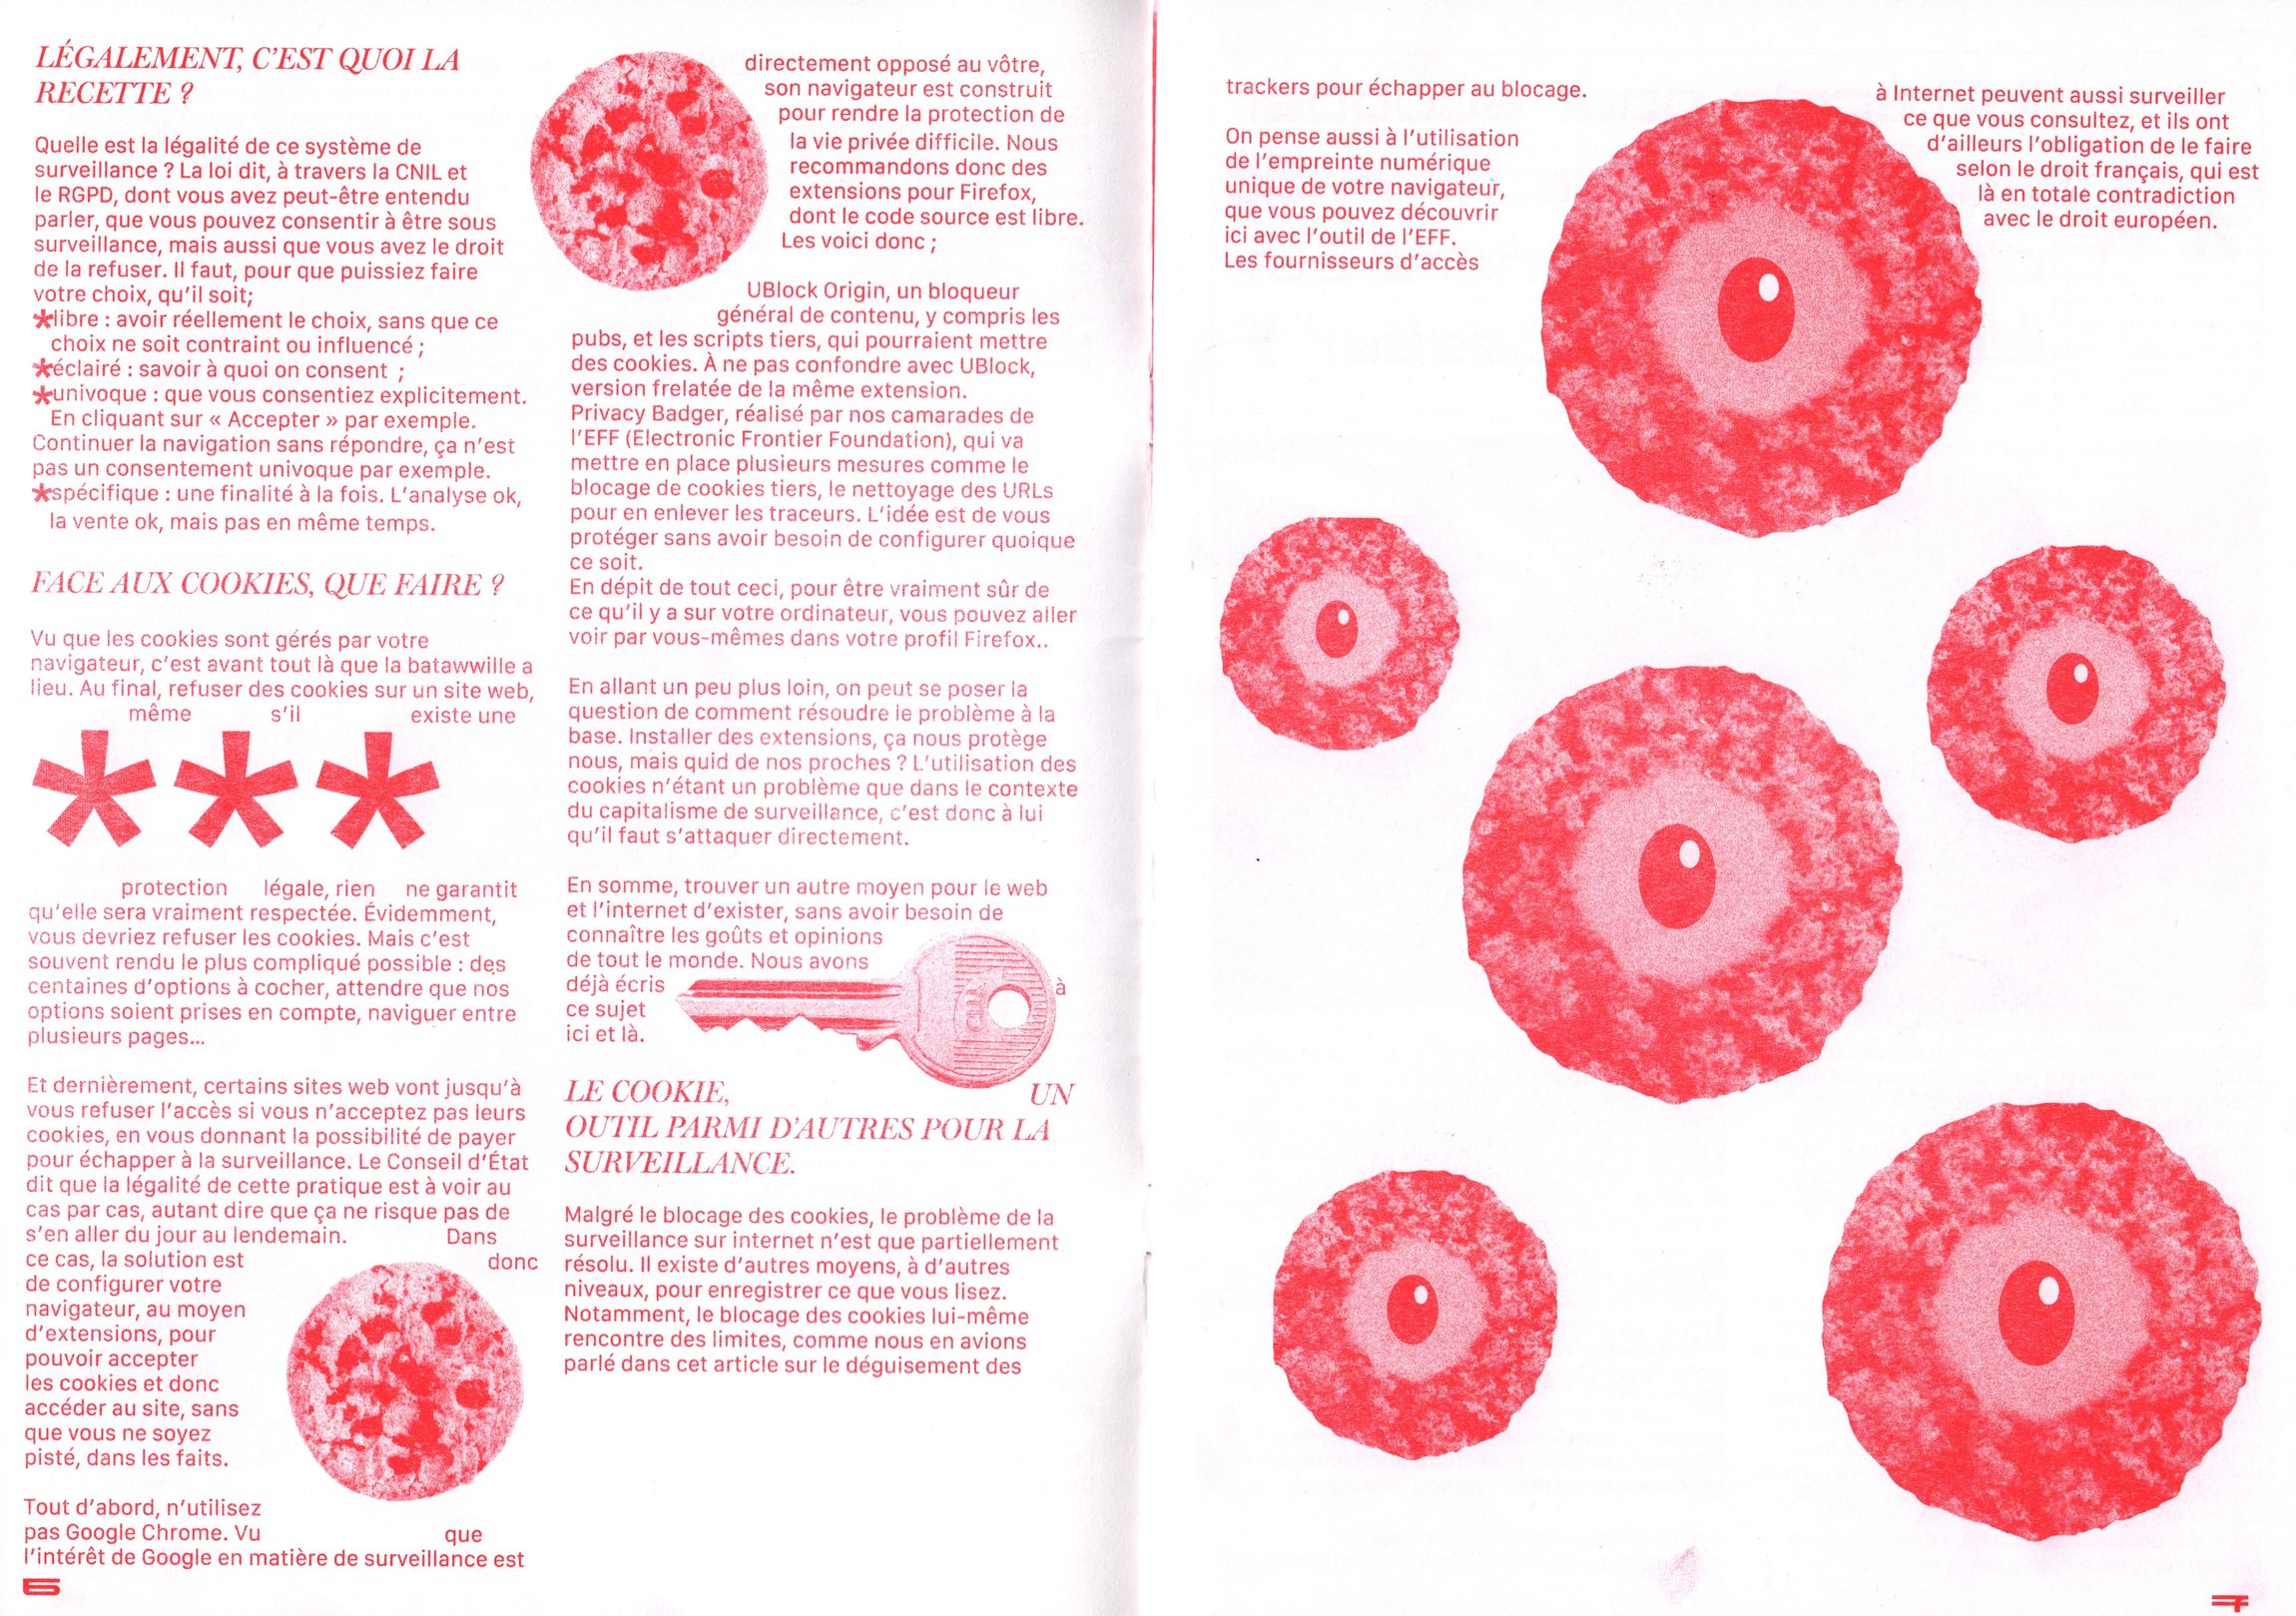 LÉGALEMENT, C'EST QUOI LA
RECETTE ?
Quelle est la légalité de ce système de
surveillance ? La loi dit, à travers la CNIL et
le RGPD, dont vous avez peut-être entendu
parler, que vous pouvez consentir à être sous
surveillance, mais aussi que vous avez le droit
de la refuser. Il faut, pour que puissiez faire
votre choix, qu'il soit;
*libre : avoir réellement le choix, sans que ce
choix ne soit contraint ou influencé ;
*éclairé : savoir à quoi on consent  ;
*univoque : que vous consentiez explicitement.
En cliquant sur « Accepter » par exemple.
Continuer la navigation sans répondre, ça n'est
pas un consentement univoque par exemple.
*spécifique : une finalité à la fois. L'analyse ok,
la vente ok, mais pas en même temps.
FACE AUX COOKIES, QUE FAIRE ?
Vu que les cookies sont gérés par votre
navigateur, c'est avant tout là que la batawwille a
lieu. Au final, refuser des cookies sur un site web,
même s'il existe une
***
protection légale, rien ne garantit
qu'elle sera vraiment respectée. Évidemment,
vous devriez refuser les cookies. Mais c'est
souvent rendu le plus compliqué possible : des
centaines d'options à cocher, attendre que nos
options soient prises en compte, naviguer entre
plusieurs pages...
Et dernièrement, certains sites web vont jusqu'à
vous refuser l'accès si vous n'acceptez pas leurs
cookies, en vous donnant la possibilité de payer
pour échapper à la surveillance. Le Conseil d'État
dit que la légalité de cette pratique est à voir au
cas par cas, autant dire que ça ne risque pas de
s'en aller du jour au lendemain. Dans
ce cas, la solution est donc
de configurer votre
navigateur, au moyen
d'extensions, pour
pouvoir accepter
les cookies et donc
accéder au site, sans
que vous ne soyez
pisté, dans les faits.
Tout d'abord, n'utilisez
pas Google Chrome. Vu que
l'intérêt de Google en matière de surveillance est
6
directement opposé au vôtre,
son navigateur est construit
pour rendre la protection de
la vie privée difficile. Nous
recommandons donc des
extensions pour Firefox,
dont le code source est libre.
Les voici donc ;
UBlock Origin, un bloqueur
général de contenu, y compris les
pubs, et les scripts tiers, qui pourraient mettre
des cookies. À ne pas confondre avec UBlock,
version frelatée de la même extension.
Privacy Badger, réalisé par nos camarades de
l'EFF (Electronic Frontier Foundation), qui va
mettre en place plusieurs mesures comme le
blocage de cookies tiers, le nettoyage des URLs
pour en enlever les traceurs. L'idée est de vous
protéger sans avoir besoin de configurer quoique
ce soit.
En dépit de tout ceci, pour être vraiment sûr de
ce qu'il y a sur votre ordinateur, vous pouvez aller
voir par vous-mêmes dans votre profil Firefox..
En allant un peu plus loin, on peut se poser la
question de comment résoudre le problème à la
base. Installer des extensions, ça nous protège
nous, mais quid de nos proches ? L'utilisation des
cookies n'étant un problème que dans le contexte
du capitalisme de surveillance, c'est donc à lui
qu'il faut s'attaquer directement.
En somme, trouver un autre moyen pour le web
et l'internet d'exister, sans avoir besoin de
connaître les goûts et opinions
de tout le monde. Nous avons
déjà écris à
ce sujet
ici et là.
LE COOKIE, UN
OUTIL PARMI D'AUTRES POUR LA
SURVEILLANCE.
Malgré le blocage des cookies, le problème de la
surveillance sur internet n'est que partiellement
résolu. Il existe d'autres moyens, à d'autres
niveaux, pour enregistrer ce que vous lisez.
Notamment, le blocage des cookies lui-même
rencontre des limites, comme nous en avions
parlé dans cet article sur le déguisement des
trackers pour échapper au blocage.
On pense aussi à l'utilisation
de l'empreinte numérique
unique de votre navigateur,
que vous pouvez découvrir
ici avec l'outil de l'EFF.
Les fournisseurs d'accès
à Internet peuvent aussi surveiller
ce que vous consultez, et ils ont
d'ailleurs l'obligation de le faire
selon le droit français, qui est
là en totale contradiction
avec le droit européen.
7